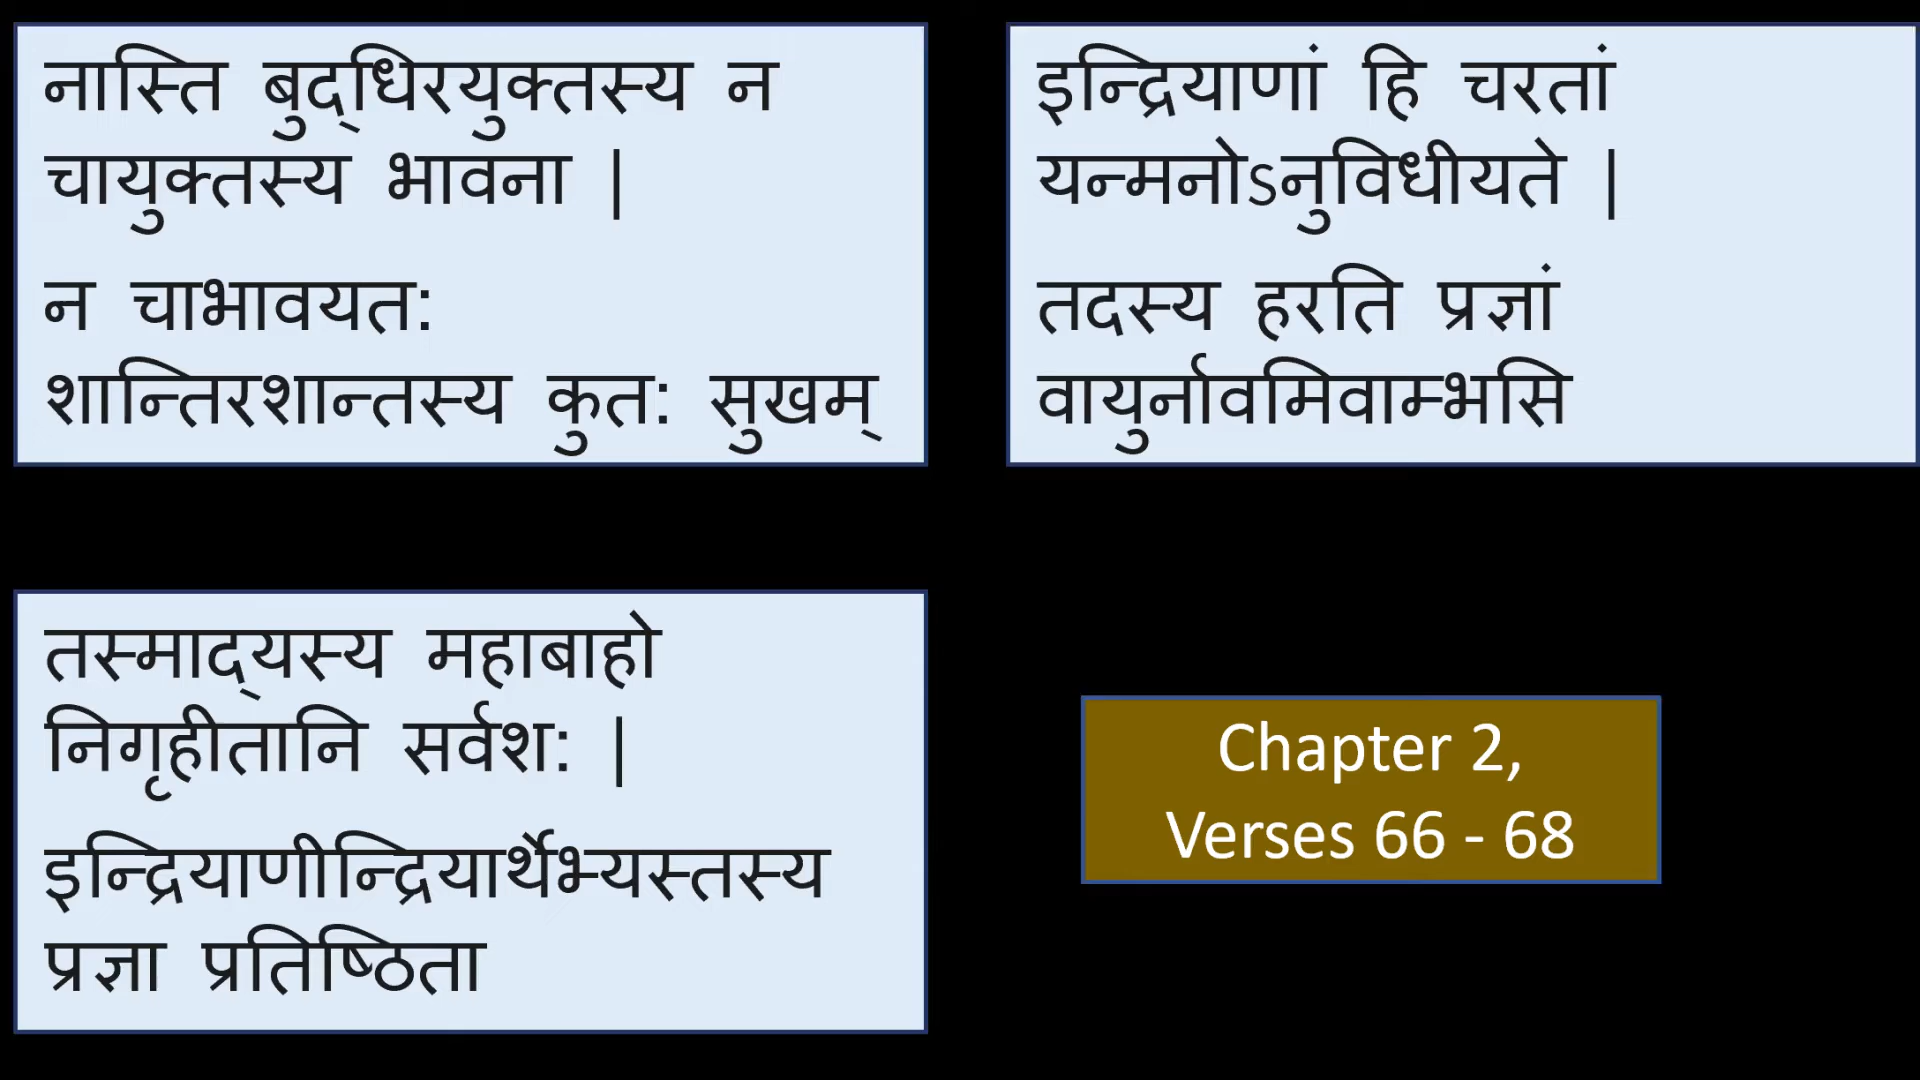 नास्ति बुद्‌धिरयुक्तस्य न
चायुक्तस्य भावना |
न चाभावयत:
शान्तिरशान्तस्य कुत: सुखम्
इन्द्रियाणां हि चरतां
यन्मनोऽनुविधीयते |
तदस्य हरति प्रज्ञां
वायुर्नावमिवाम्भसि
तस्माद्‌यस्य महाबाहो
निगृहीतानि सर्वश: |
इन्द्रियाणीन्द्रियार्थैभ्यस्तस्य
प्रज्ञा प्रतिष्ठिता
Chapter 2,
Verses 66 - 68